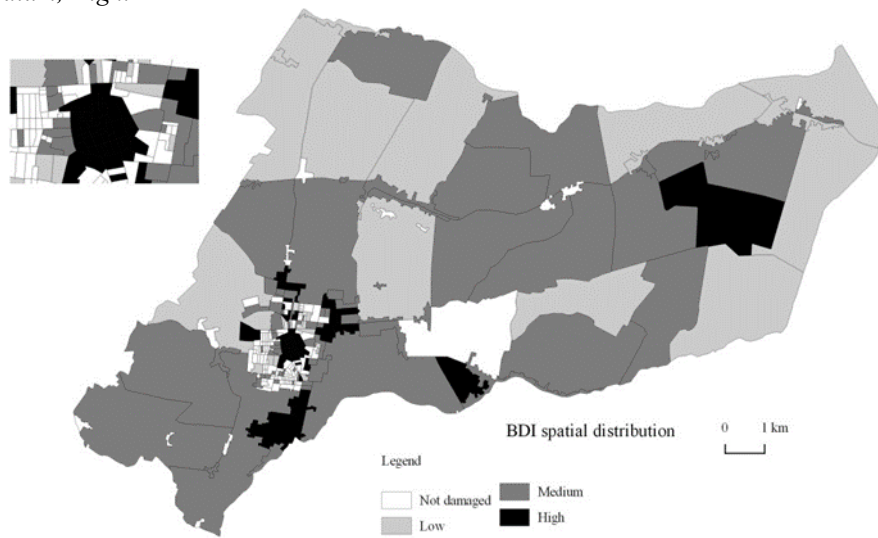 BDI spatial distribution
0 1 km
Legend
Not damaged
Low
Medium
High